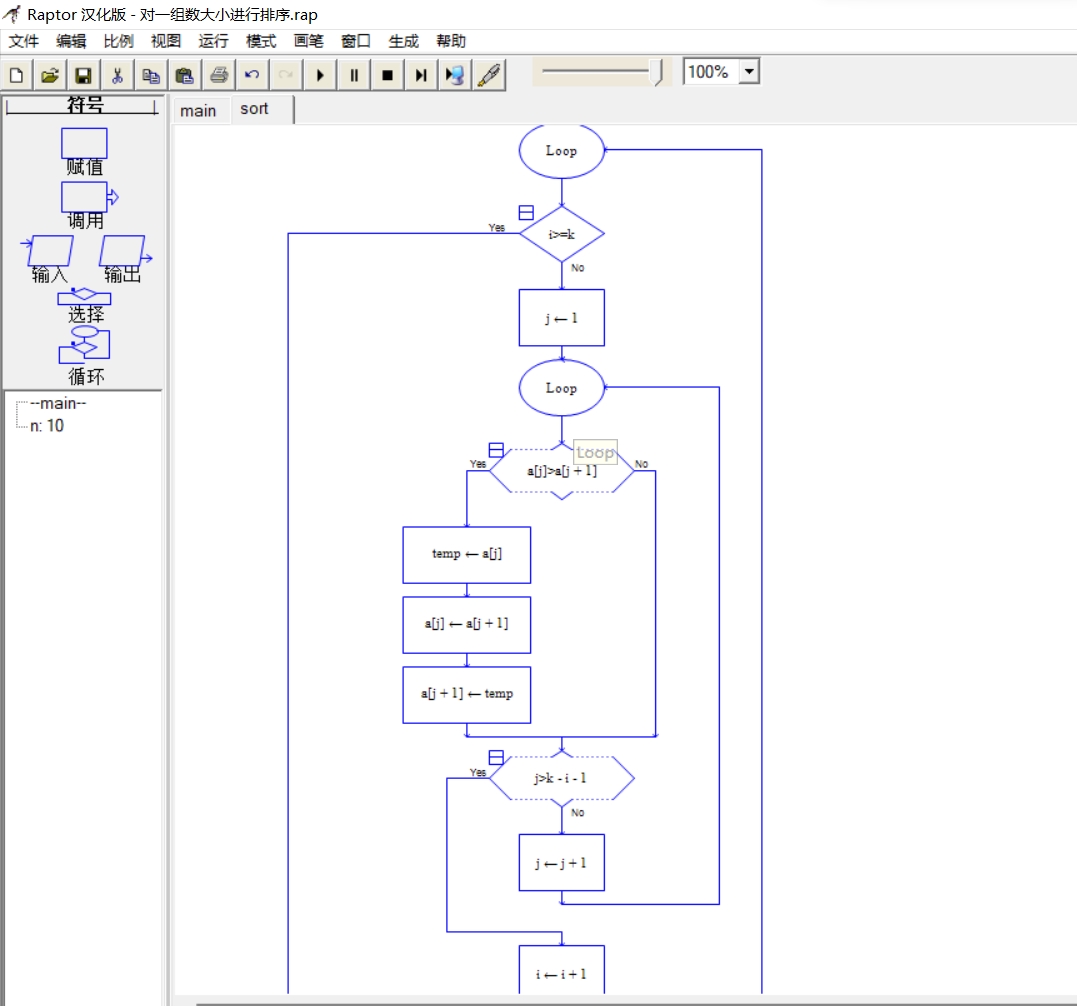 Raptor 汉化版 - 对一组数大小进行排序.rap
文件 编辑 比例 视图 运行 模式 画笔 窗口 生成 帮助
100%
符号
赋值
调用
输入 输出
选择
循环
--main--
n: 10
main sort
Loop
Yes
i>=k
No
j ← 1
Loop
Loop
Yes
a[j]>a[j + 1]
No
temp ← a[j]
a[j] ← a[j + 1]
a[j + 1] ← temp
Yes
j>k - i - 1
No
j ← j + 1
i ← i + 1